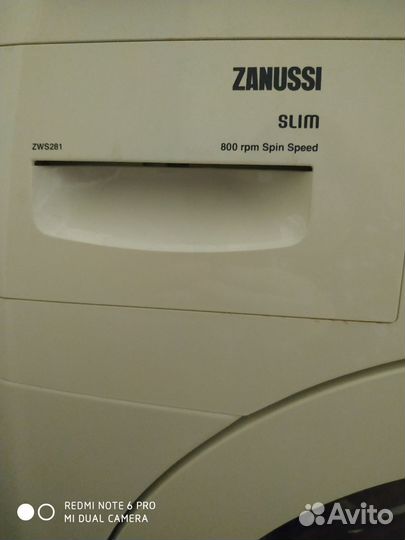 ZANUSSI
SLIM
ZWS281 800 rpm Spin Speed
REDMI NOTE 6 PRO
MI DUAL CAMERA
Avito